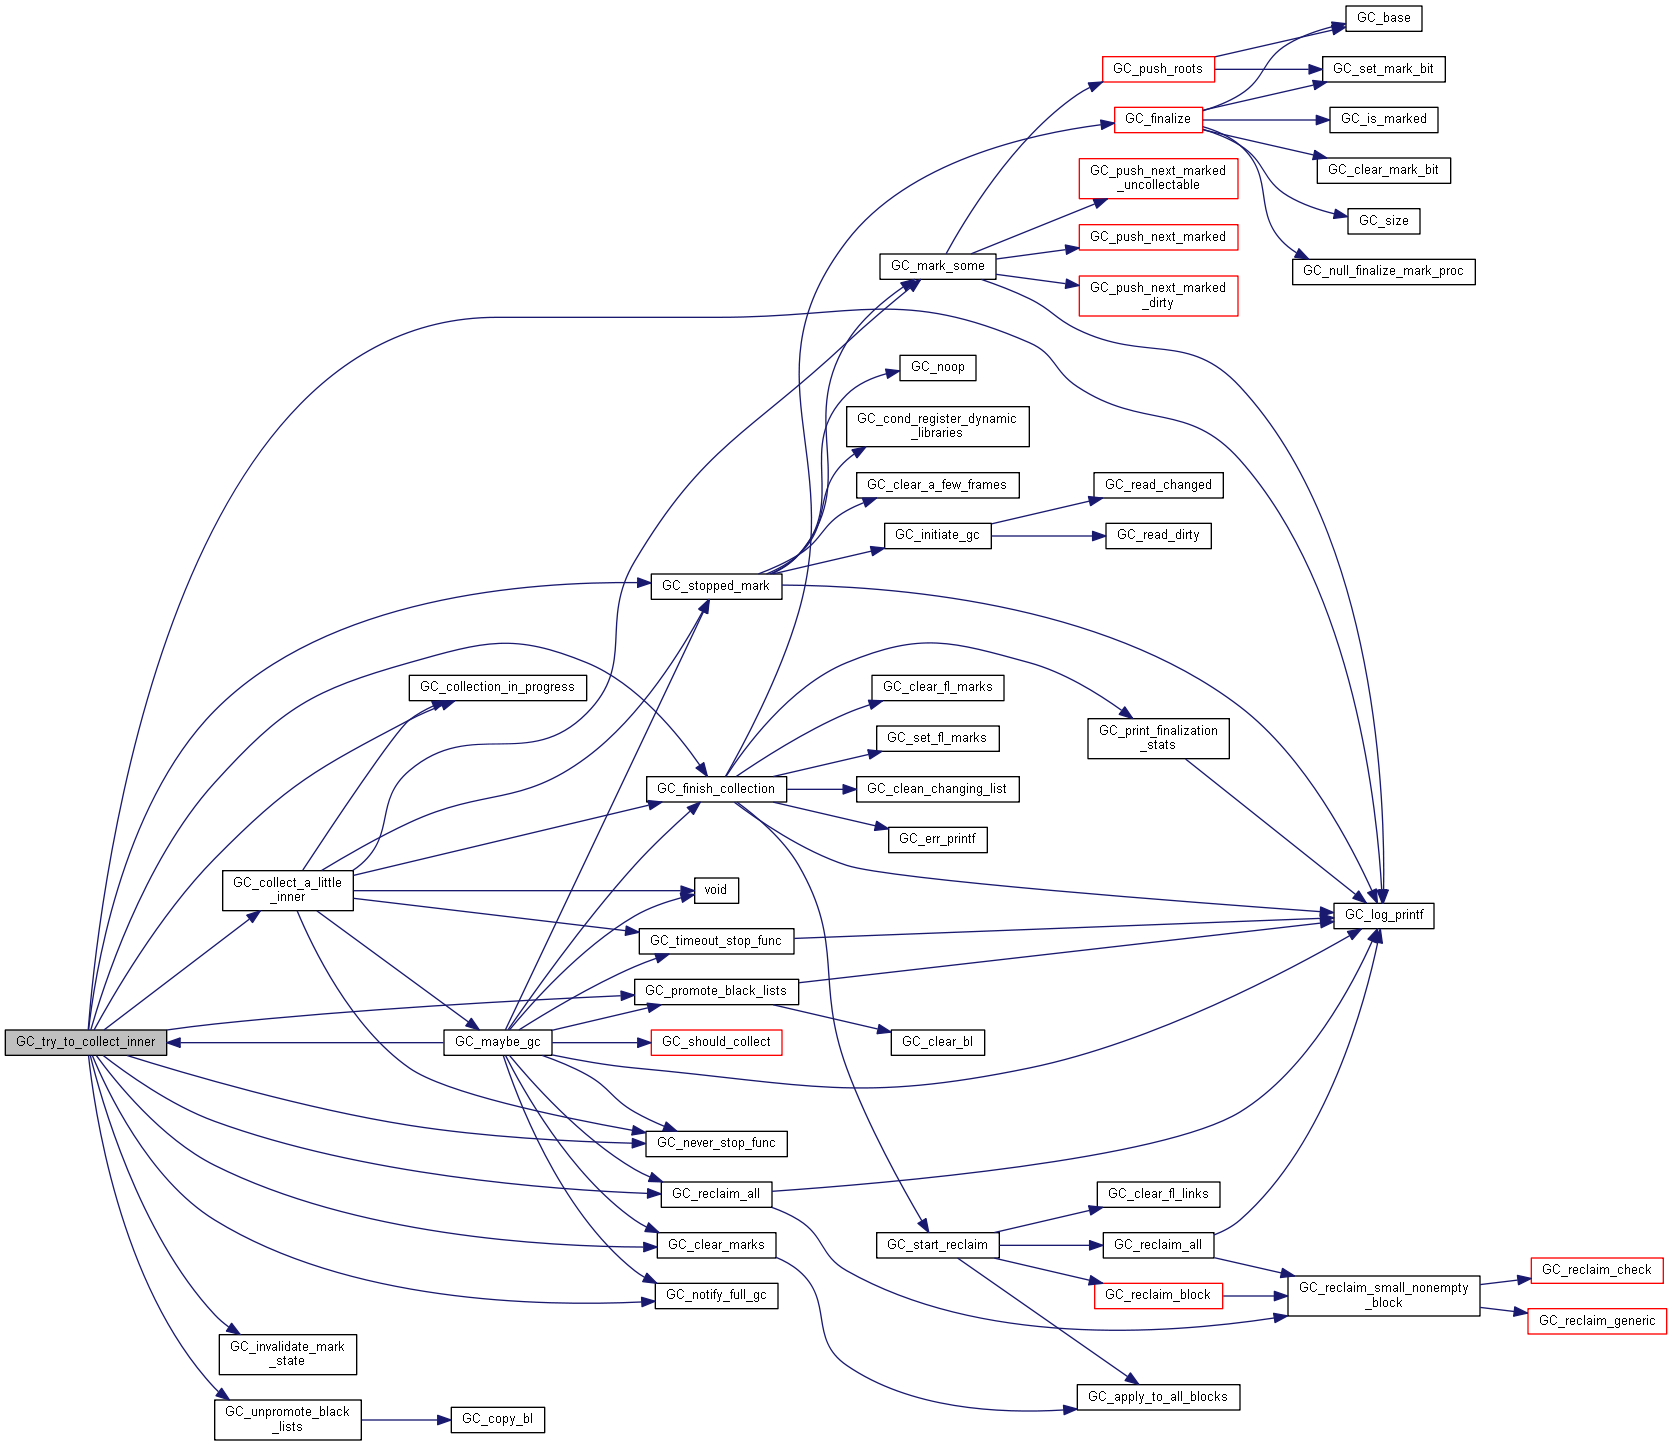 GC_base
GC_push_roots
GC_set_mark_bit
GC_finalize
GC_is_marked
GC_push_next_marked
_uncollectable
GC_clear_mark_bit
GC_size
GC_push_next_marked
GC_mark_some
GC_null_finalize_mark_proc
GC_push_next_marked
_dirty
GC_noop
GC_cond_register_dynamic
_libraries
GC_clear_a_few_frames
GC_read_changed
GC_initiate_gc
GC_read_dirty
GC_stopped_mark
GC_collection_in_progress
GC_clear_fl_marks
GC_set_fl_marks
GC_print_finalization
_stats
GC_finish_collection
GC_clean_changing_list
GC_err_printf
GC_collect_a_little
_inner
void
GC_log_printf
GC_timeout_stop_func
GC_promote_black_lists
GC_try_to_collect_inner
GC_maybe_gc
GC_should_collect
GC_clear_bl
GC_never_stop_func
GC_reclaim_all
GC_clear_fl_links
GC_clear_marks
GC_start_reclaim
GC_reclaim_all
GC_reclaim_check
GC_notify_full_gc
GC_reclaim_block
GC_reclaim_small_nonempty
_block
GC_reclaim_generic
GC_invalidate_mark
_state
GC_apply_to_all_blocks
GC_unpromote_black
_lists
GC_copy_bl